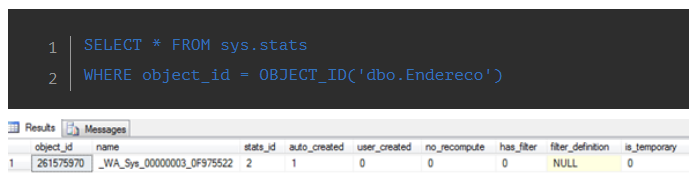 1 SELECT * FROM sys.stats
2 WHERE object_id = OBJECT_ID('dbo.Endereco')
Results Messages
object_id name stats_id auto_created user_created no_recompute has_filter filter_definition is_temporary
1 261575970 _WA_Sys_00000003_0F975522 2 1 0 0 0 NULL 0